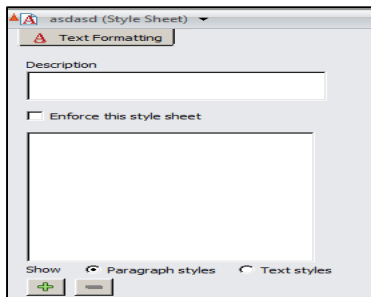 asdasd (Style Sheet)
Text Formatting
Description
Enforce this style sheet
Show Paragraph styles Text styles